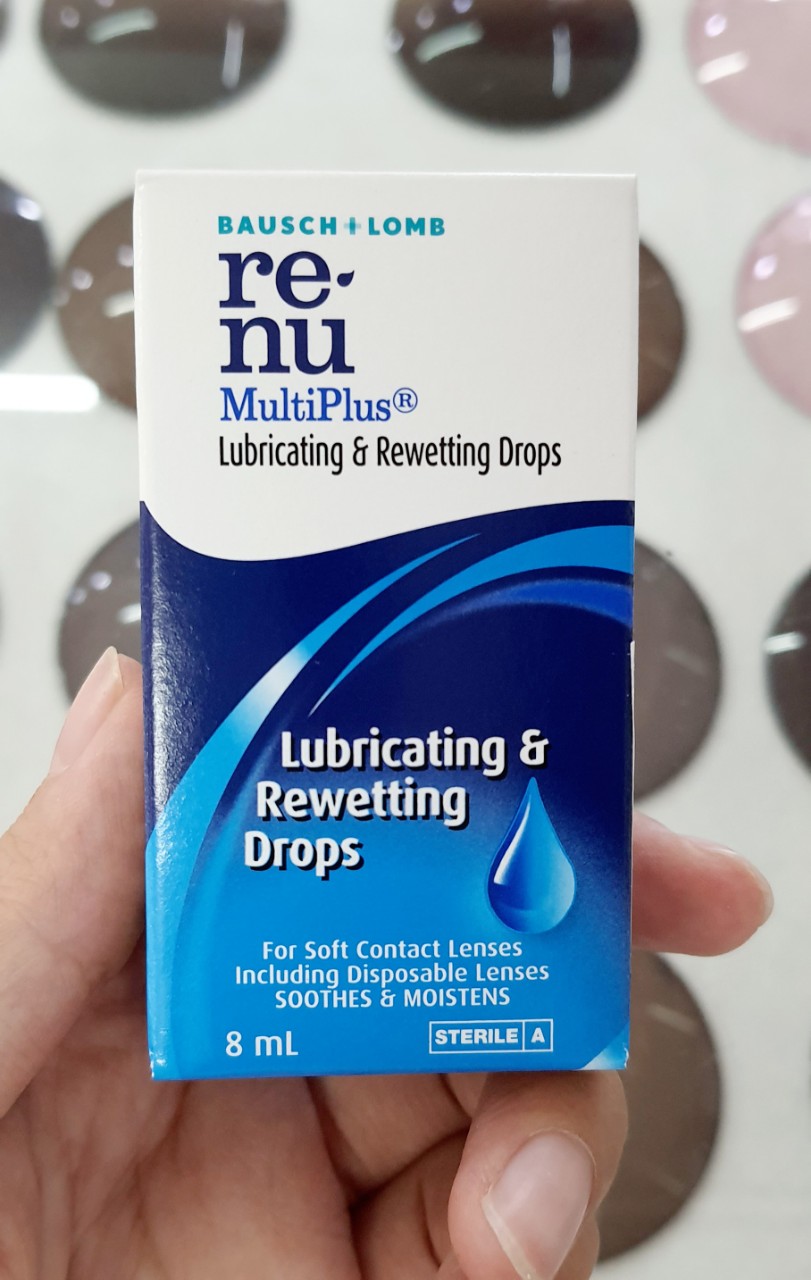 BAUSCH + LOMB
re
nu
MultiPlus®
Lubricating & Rewetting Drops
Lubricating &
Rewetting
Drops
For Soft Contact Lenses
Including Disposable Lenses
SOOTHES & MOISTENS
8 mL
STERILE A